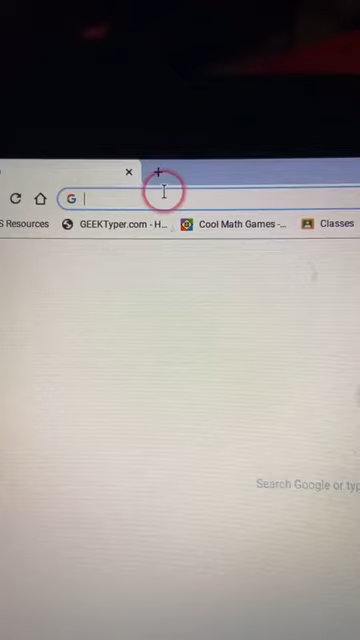 S Resources GEEKTyper.com - H... Cool Math Games -... Classes
Search Google or typ